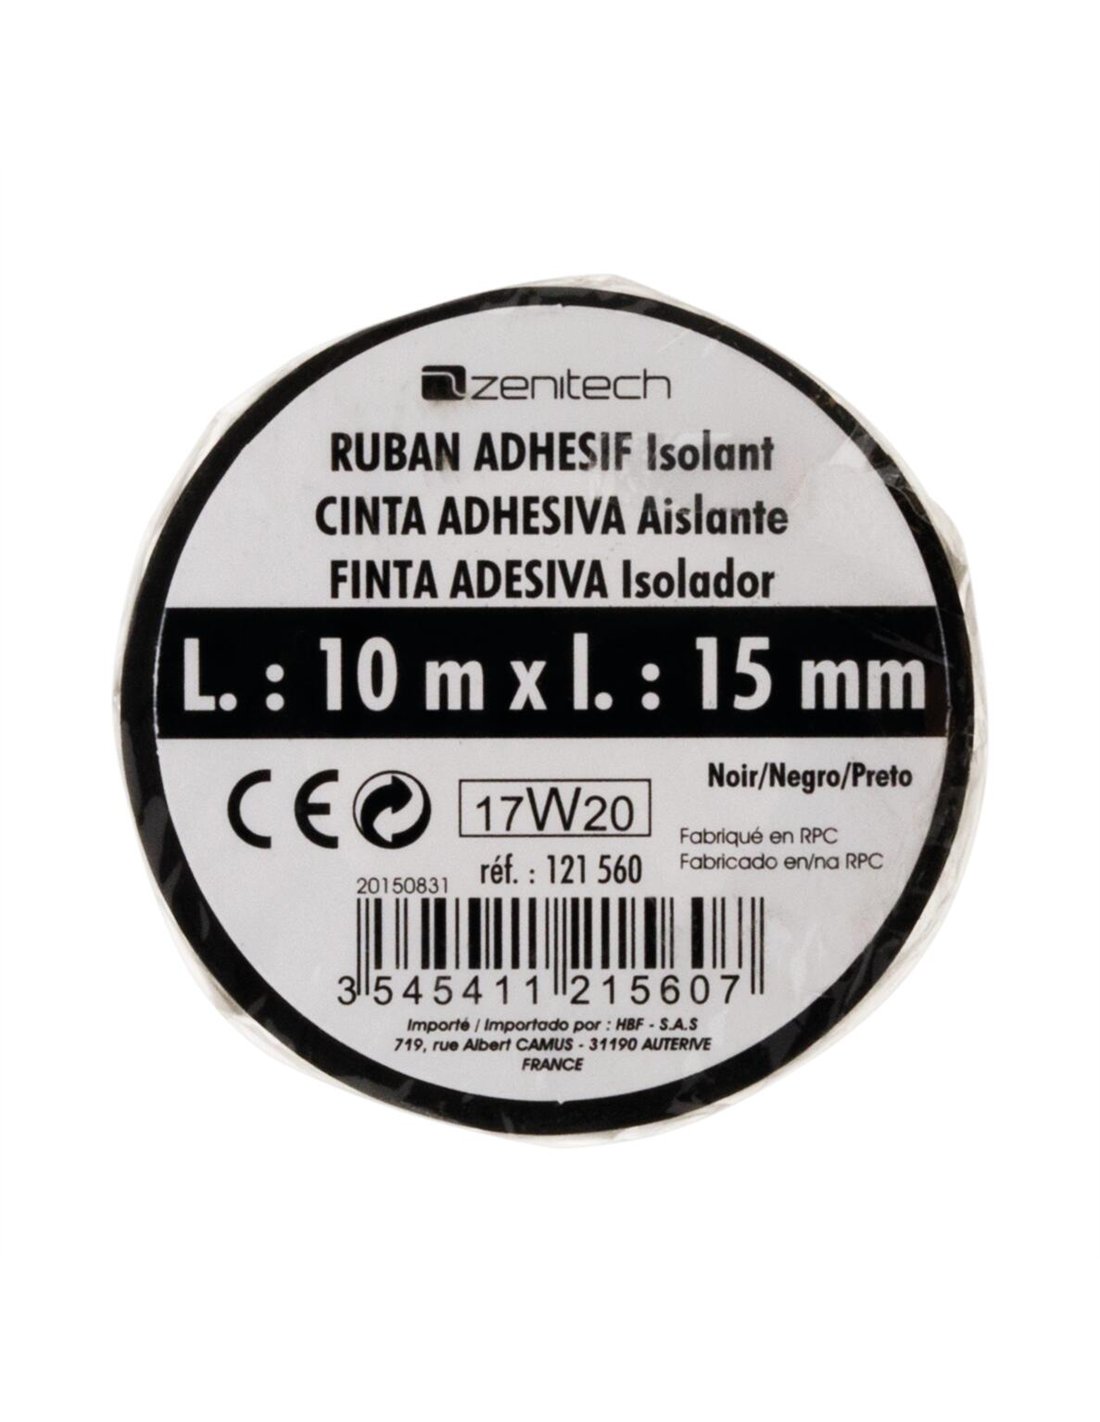 zenitech
RUBAN ADHESIF Isolant
CINTA ADHESIVA Aislante
FINTA ADESIVA Isolador
L. : 10 m x l. : 15 mm
Noir/Negro/Preto
CE
17W20
Fabriqué en RPC
Fabricado en/na RPC
réf. : 121 560
20150831
3 545411 215607
Importé / Importado por : HBF - S.A.S
719, rue Albert CAMUS - 31190 AUTERIVE
FRANCE